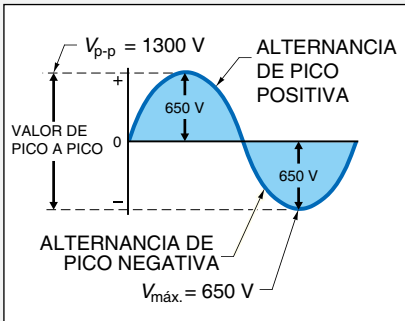 Vp-p = 1300 V
ALTERNANCIA
DE PICO
POSITIVA
+
650 V
VALOR DE
PICO A PICO
0
650 V
–
ALTERNANCIA DE
PICO NEGATIVA
Vmáx. = 650 V